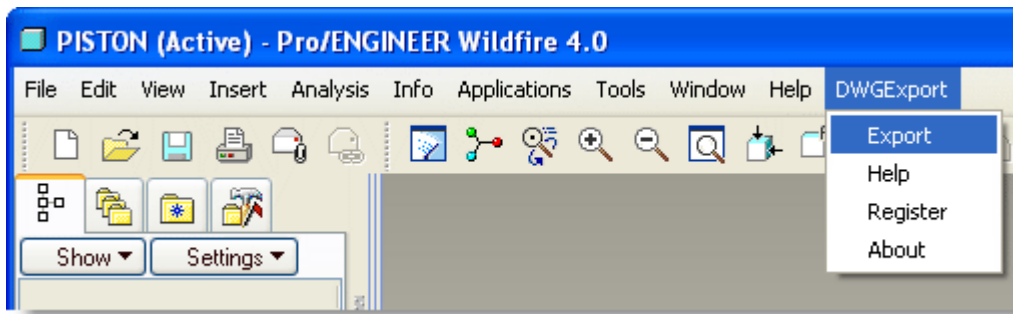 PISTON (Active) - Pro/ENGINEER Wildfire 4.0
File Edit View Insert Analysis Info Applications Tools Window Help DWGExport
Export
Help
Register
About
Show Settings